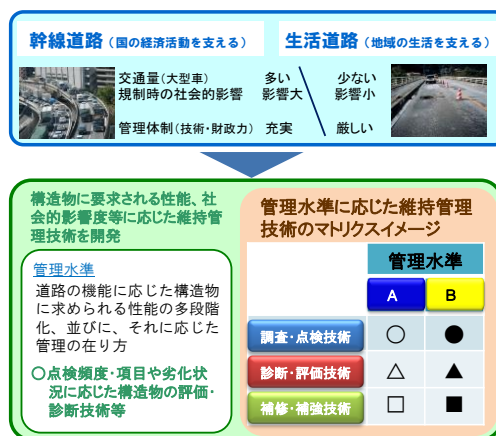 幹線道路(国の経済活動を支える)
生活道路(地域の生活を支える)
交通量(大型車) 多い 少ない
規制時の社会的影響 影響大 影響小
管理体制(技術・財政力) 充実 厳しい
構造物に要求される性能、社
会的影響度等に応じた維持管
理技術を開発
管理水準
道路の機能に応じた構造物
に求められる性能の多段階
化、並びに、それに応じた
管理の在り方
○点検頻度・項目や劣化状
況に応じた構造物の評価・
診断技術等
管理水準に応じた維持管理
技術のマトリクスイメージ
管理水準
A B
調査・点検技術 ○ ●
診断・評価技術 △ ▲
補修・補強技術 □ ■